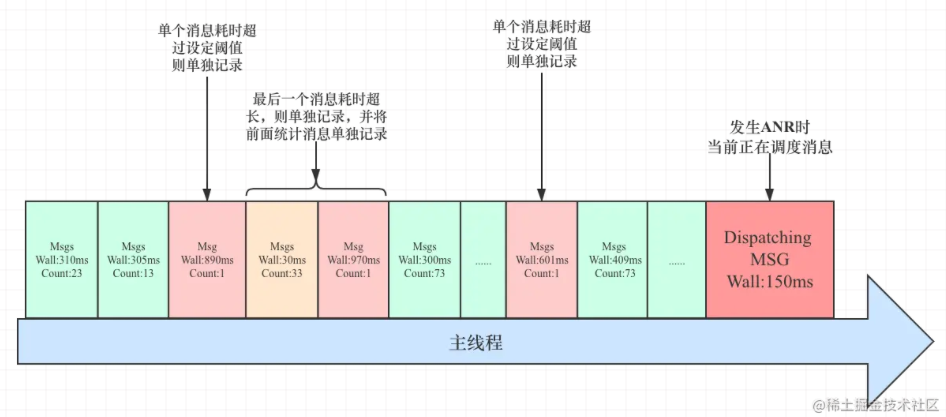 单个消息耗时超
过设定阈值
则单独记录
最后一个消息耗时超
长，则单独记录，并将
前面统计消息单独记录
单个消息耗时超
过设定阈值
则单独记录
发生ANR时
当前正在调度消息
Msgs
Wall:310ms
Count:23
Msgs
Wall:305ms
Count:13
Msg
Wall:890ms
Count:1
Msgs
Wall:30ms
Count:33
Msg
Wall:970ms
Count:1
Msgs
Wall:300ms
Count:73
......
Msgs
Wall:601ms
Count:1
Msgs
Wall:409ms
Count:73
......
Dispatching
MSG
Wall:150ms
主线程
@稀土掘金技术社区